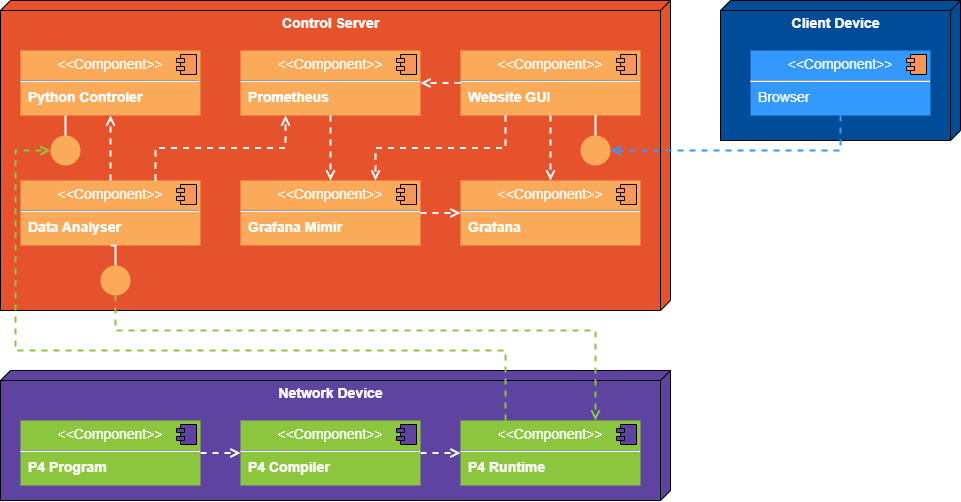 Control Server
Client Device
<<Component>>
Python Controler
<<Component>>
Prometheus
<<Component>>
Website GUI
<<Component>>
Browser
<<Component>>
Data Analyser
<<Component>>
Grafana Mimir
<<Component>>
Grafana
Network Device
<<Component>>
P4 Program
<<Component>>
P4 Compiler
<<Component>>
P4 Runtime